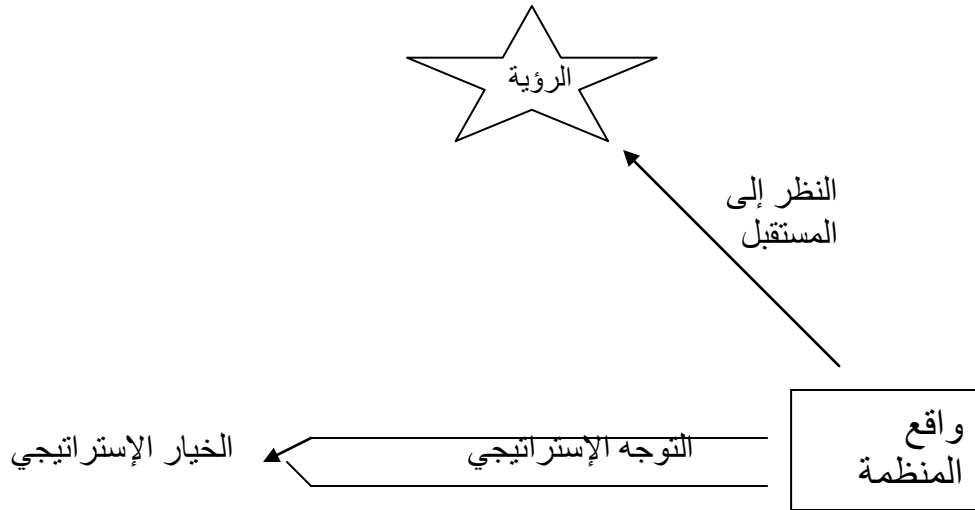 الرؤية
النظر إلى
المستقبل
واقع
المنظمة
التوجه الإستراتيجي
الخيار الإستراتيجي